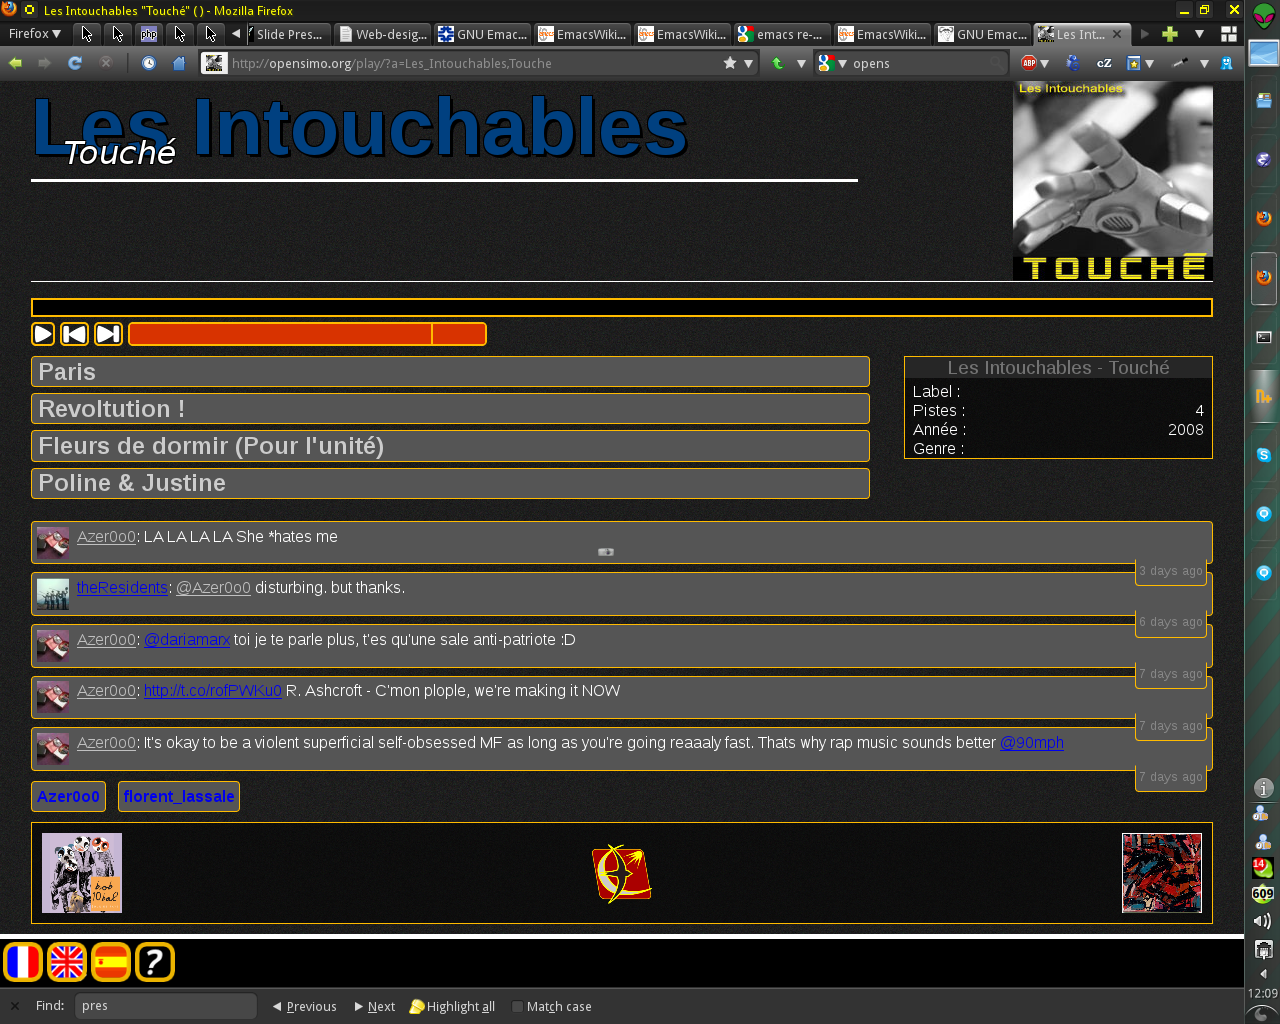 Les Intouchables "Touché" ( ) - Mozilla Firefox
Firefox
php
Slide Pres...
Web-desig...
GNU Emac...
EmacsWiki...
EmacsWiki...
emacs re-...
EmacsWiki...
GNU Emac...
Les Int...
http://opensimo.org/play/?a=Les_Intouchables,Touche
opens
ABP
cZ
Les Intouchables
Touché
Les Intouchables
TOUCHÉ
Paris
Revoltution !
Fleurs de dormir (Pour l'unité)
Poline & Justine
Les Intouchables - Touché
Label :
Pistes : 4
Année : 2008
Genre :
Azer0o0: LA LA LA LA She *hates me
3 days ago
theResidents: @Azer0o0 disturbing. but thanks.
6 days ago
Azer0o0: @dariamarx toi je te parle plus, t'es qu'une sale anti-patriote :D
7 days ago
Azer0o0: http://t.co/rofPWKu0 R. Ashcroft - C'mon plople, we're making it NOW
7 days ago
Azer0o0: It's okay to be a violent superficial self-obsessed MF as long as you're going reaaaly fast. Thats why rap music sounds better @90mph
7 days ago
Azer0o0
florent_lassale
?
Find: pres
Previous
Next
Highlight all
Match case
14
609
12:09